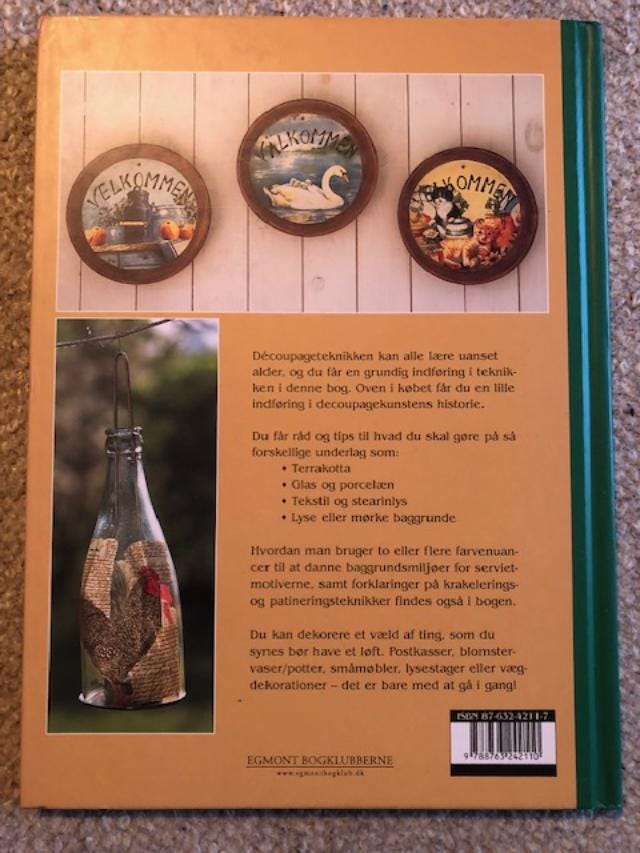 VELKOMMEN
VÄLKOMMEN
KOMMEN
Découpageteknikken kan alle lære uanset
alder, og du får en grundig indføring i teknik-
ken i denne bog. Oven i købet får du en lille
indføring i decoupagekunstens historie.
Du får råd og tips til hvad du skal gøre på så
forskellige underlag som:
• Terrakotta
• Glas og porcelæn
• Tekstil og stearinlys
• Lyse eller mørke baggrunde
Hvordan man bruger to eller flere farvenuan-
cer til at danne baggrundsmiljøer for serviet-
motiverne, samt forklaringer på krakelerings-
og patineringsteknikker findes også i bogen.
Du kan dekorere et væld af ting, som du
synes bør have et løft. Postkasser, blomster-
vaser/potter, småmøbler, lysestager eller væg-
dekorationer – det er bare med at gå i gang!
ISBN 87-632-4211-7
9 788763 242110
EGMONT BOGKLUBBERNE
www.egmontbogklub.dk